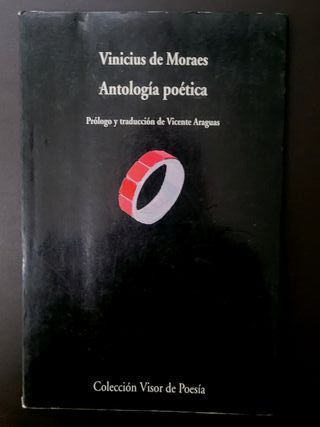 Vinicius de Moraes
Antología poética
Prólogo y traducción de Vicente Araguas
Colección Visor de Poesía